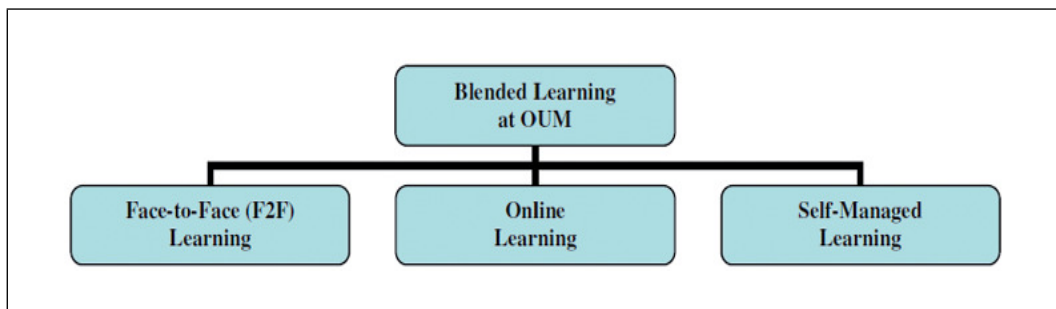 Blended Learning
at OUM
Face-to-Face (F2F)
Learning
Online
Learning
Self-Managed
Learning